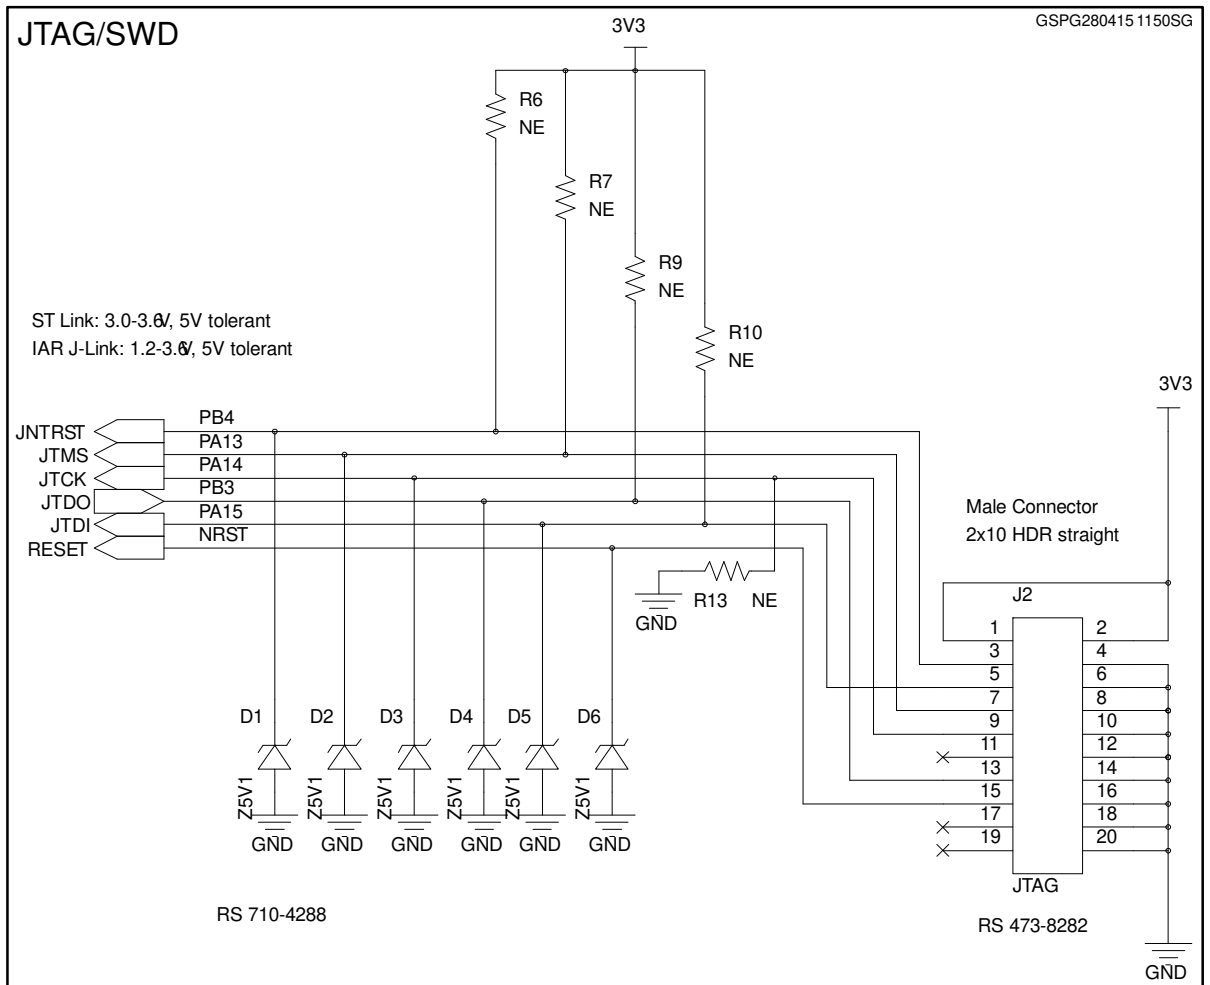 JTAG/SWD
3V3
GSPG280415 1150SG
R6
NE
R7
NE
R9
NE
R10
NE
ST Link: 3.0-3.6V, 5V tolerant
IAR J-Link: 1.2-3.6V, 5V tolerant
3V3
JNTRST PB4
JTMS PA13
JTCK PA14
JTDO PB3
JTDI PA15
RESET NRST
Male Connector
2x10 HDR straight
R13 NE
GND
J2
1 2
3 4
5 6
7 8
9 10
11 12
13 14
15 16
17 18
19 20
JTAG
RS 473-8282
GND
D1 D2 D3 D4 D5 D6
Z5V1 Z5V1 Z5V1 Z5V1 Z5V1 Z5V1
GND GND GND GND GND GND
RS 710-4288